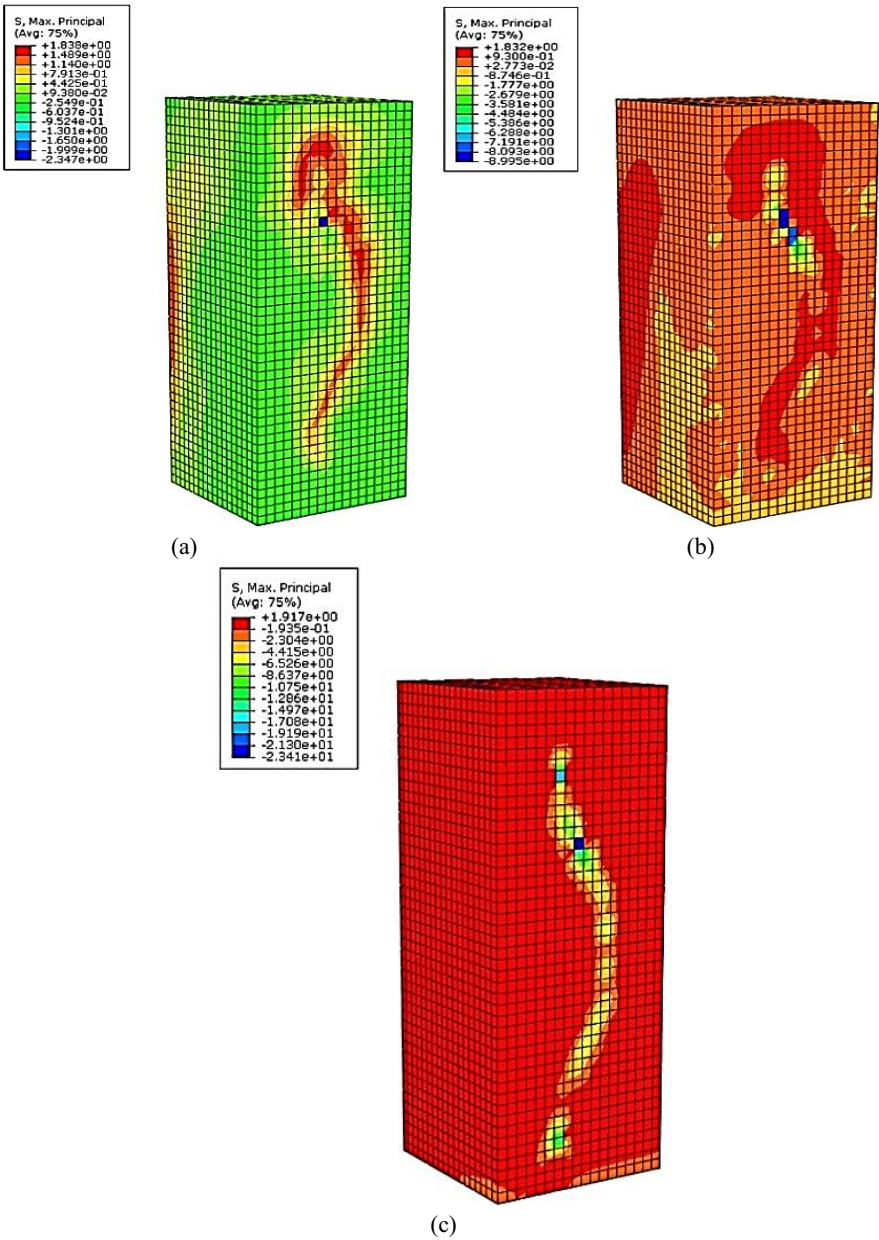 S, Max. Principal
(Avg: 75%)
+1.838e+00
+1.489e+00
+1.140e+00
+7.913e-01
+4.425e-01
+9.380e-02
-2.549e-01
-6.037e-01
-9.524e-01
-1.301e+00
-1.650e+00
-1.999e+00
-2.347e+00
S, Max. Principal
(Avg: 75%)
+1.832e+00
+9.300e-01
+2.773e-02
-8.746e-01
-1.777e+00
-2.679e+00
-3.581e+00
-4.484e+00
-5.386e+00
-6.288e+00
-7.191e+00
-8.093e+00
-8.995e+00
(a)
(b)
S, Max. Principal
(Avg: 75%)
+1.917e+00
-1.935e-01
-2.304e+00
-4.415e+00
-6.526e+00
-8.637e+00
-1.075e+01
-1.286e+01
-1.497e+01
-1.708e+01
-1.919e+01
-2.130e+01
-2.341e+01
(c)